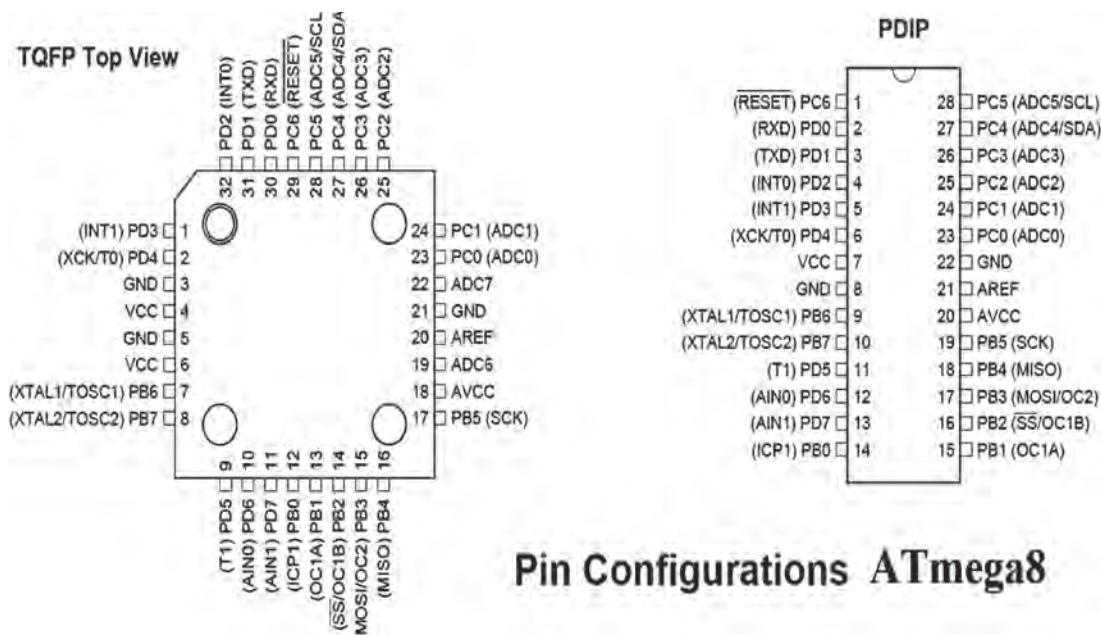 TQFP Top View
PD2 (INT0)
PD1 (TXD)
PD0 (RXD)
PC6 (RESET)
PC5 (ADC5/SCL
PC4 (ADC4/SDA
PC3 (ADC3)
PC2 (ADC2)
32 31 30 29 28 27 26 25
(INT1) PD3 1
(XCK/T0) PD4 2
GND 3
VCC 4
GND 5
VCC 6
(XTAL1/TOSC1) PB6 7
(XTAL2/TOSC2) PB7 8
24 PC1 (ADC1)
23 PC0 (ADC0)
22 ADC7
21 GND
20 AREF
19 ADC6
18 AVCC
17 PB5 (SCK)
9 10 11 12 13 14 15 16
(T1) PD5
(AIN0) PD6
(AIN1) PD7
(ICP1) PB0
(OC1A) PB1
(SS/OC1B) PB2
MOSI/OC2) PB3
(MISO) PB4
PDIP
(RESET) PC6 1 28 PC5 (ADC5/SCL)
(RXD) PD0 2 27 PC4 (ADC4/SDA)
(TXD) PD1 3 26 PC3 (ADC3)
(INT0) PD2 4 25 PC2 (ADC2)
(INT1) PD3 5 24 PC1 (ADC1)
(XCK/T0) PD4 6 23 PC0 (ADC0)
VCC 7 22 GND
GND 8 21 AREF
(XTAL1/TOSC1) PB6 9 20 AVCC
(XTAL2/TOSC2) PB7 10 19 PB5 (SCK)
(T1) PD5 11 18 PB4 (MISO)
(AIN0) PD6 12 17 PB3 (MOSI/OC2)
(AIN1) PD7 13 16 PB2 (SS/OC1B)
(ICP1) PB0 14 15 PB1 (OC1A)
Pin Configurations ATmega8